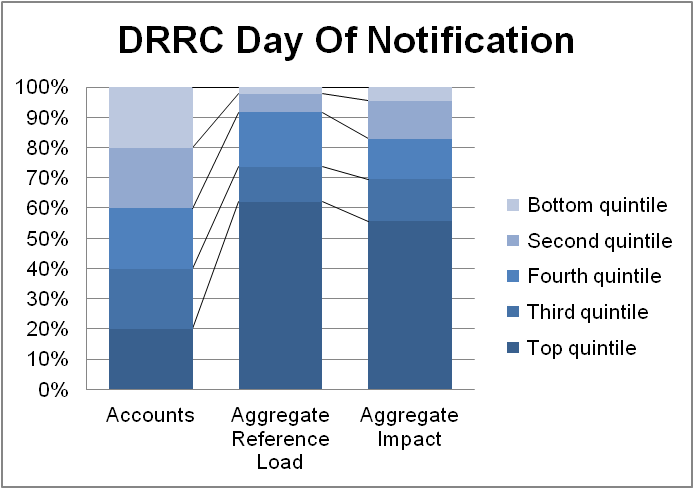 DRRC Day Of Notification
100%
90%
80%
70%
60%
50%
40%
30%
20%
10%
0%
Accounts
Aggregate
Reference
Load
Aggregate
Impact
Bottom quintile
Second quintile
Fourth quintile
Third quintile
Top quintile